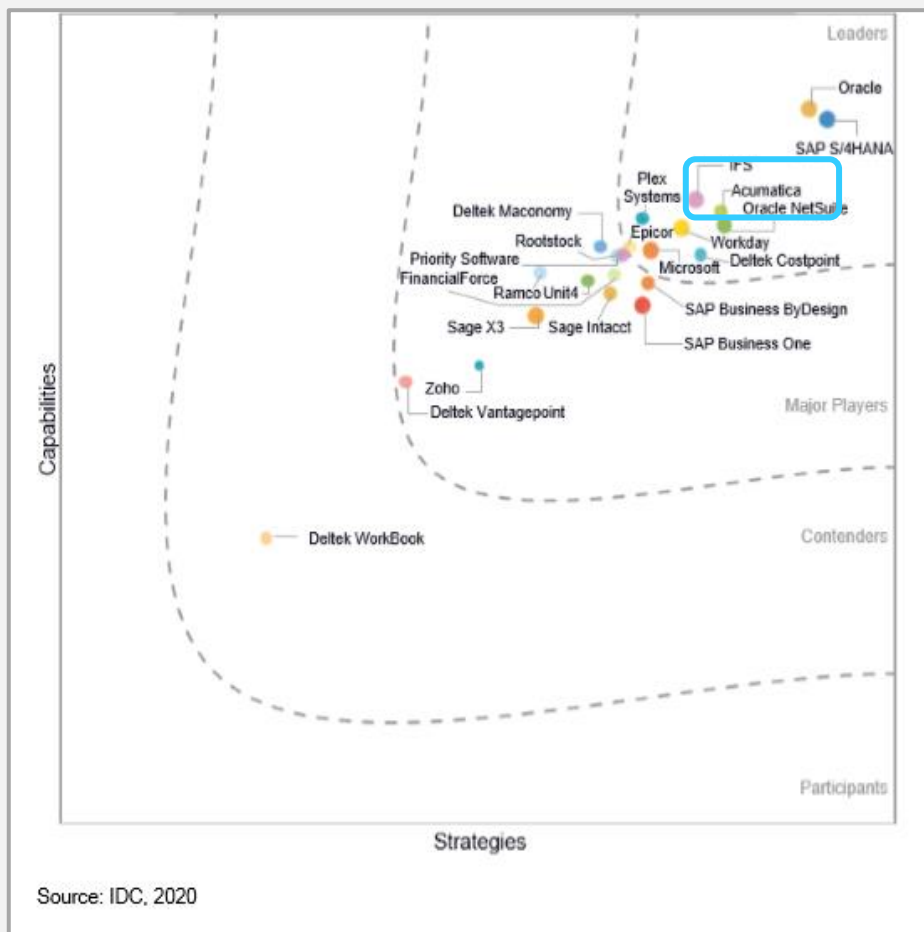 Leaders
Oracle
SAP S/4HANA
IFS
Plex
Systems
Acumatica
Deltek Maconomy
Oracle NetSuite
Epicor
Rootstock
Workday
Priority Software
Microsoft
Deltek Costpoint
FinancialForce
Ramco Unit4
SAP Business ByDesign
Sage X3
Sage Intacct
SAP Business One
Zoho
Deltek Vantagepoint
Major Players
Capabilities
Deltek WorkBook
Contenders
Participants
Strategies
Source: IDC, 2020